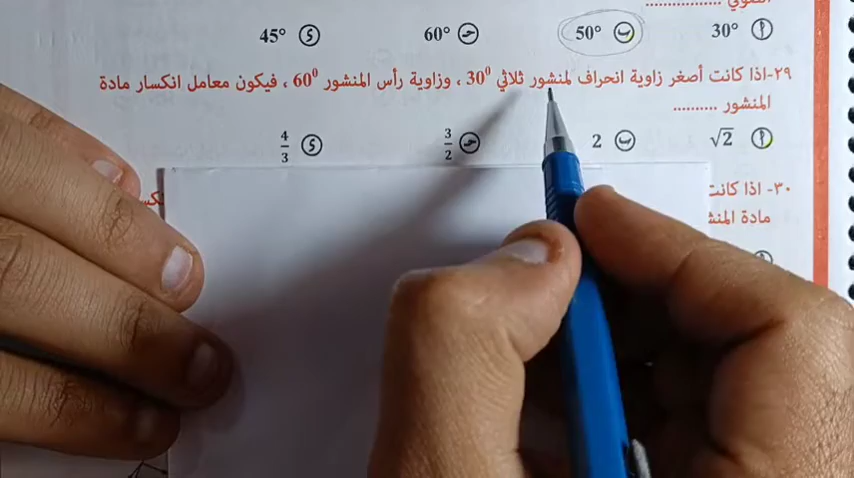 أ 30° ب 50° ج 60° د 45°
٢٩-اذا كانت أصغر زاوية انحراف لمنشور ثلاثي 30⁰ ، وزاوية رأس المنشور 60⁰ ، فيكون معامل انكسار مادة
المنشور ..........
أ √2 ب 2 ج 3/2 د 4/3
٣٠- اذا كانت
مادة